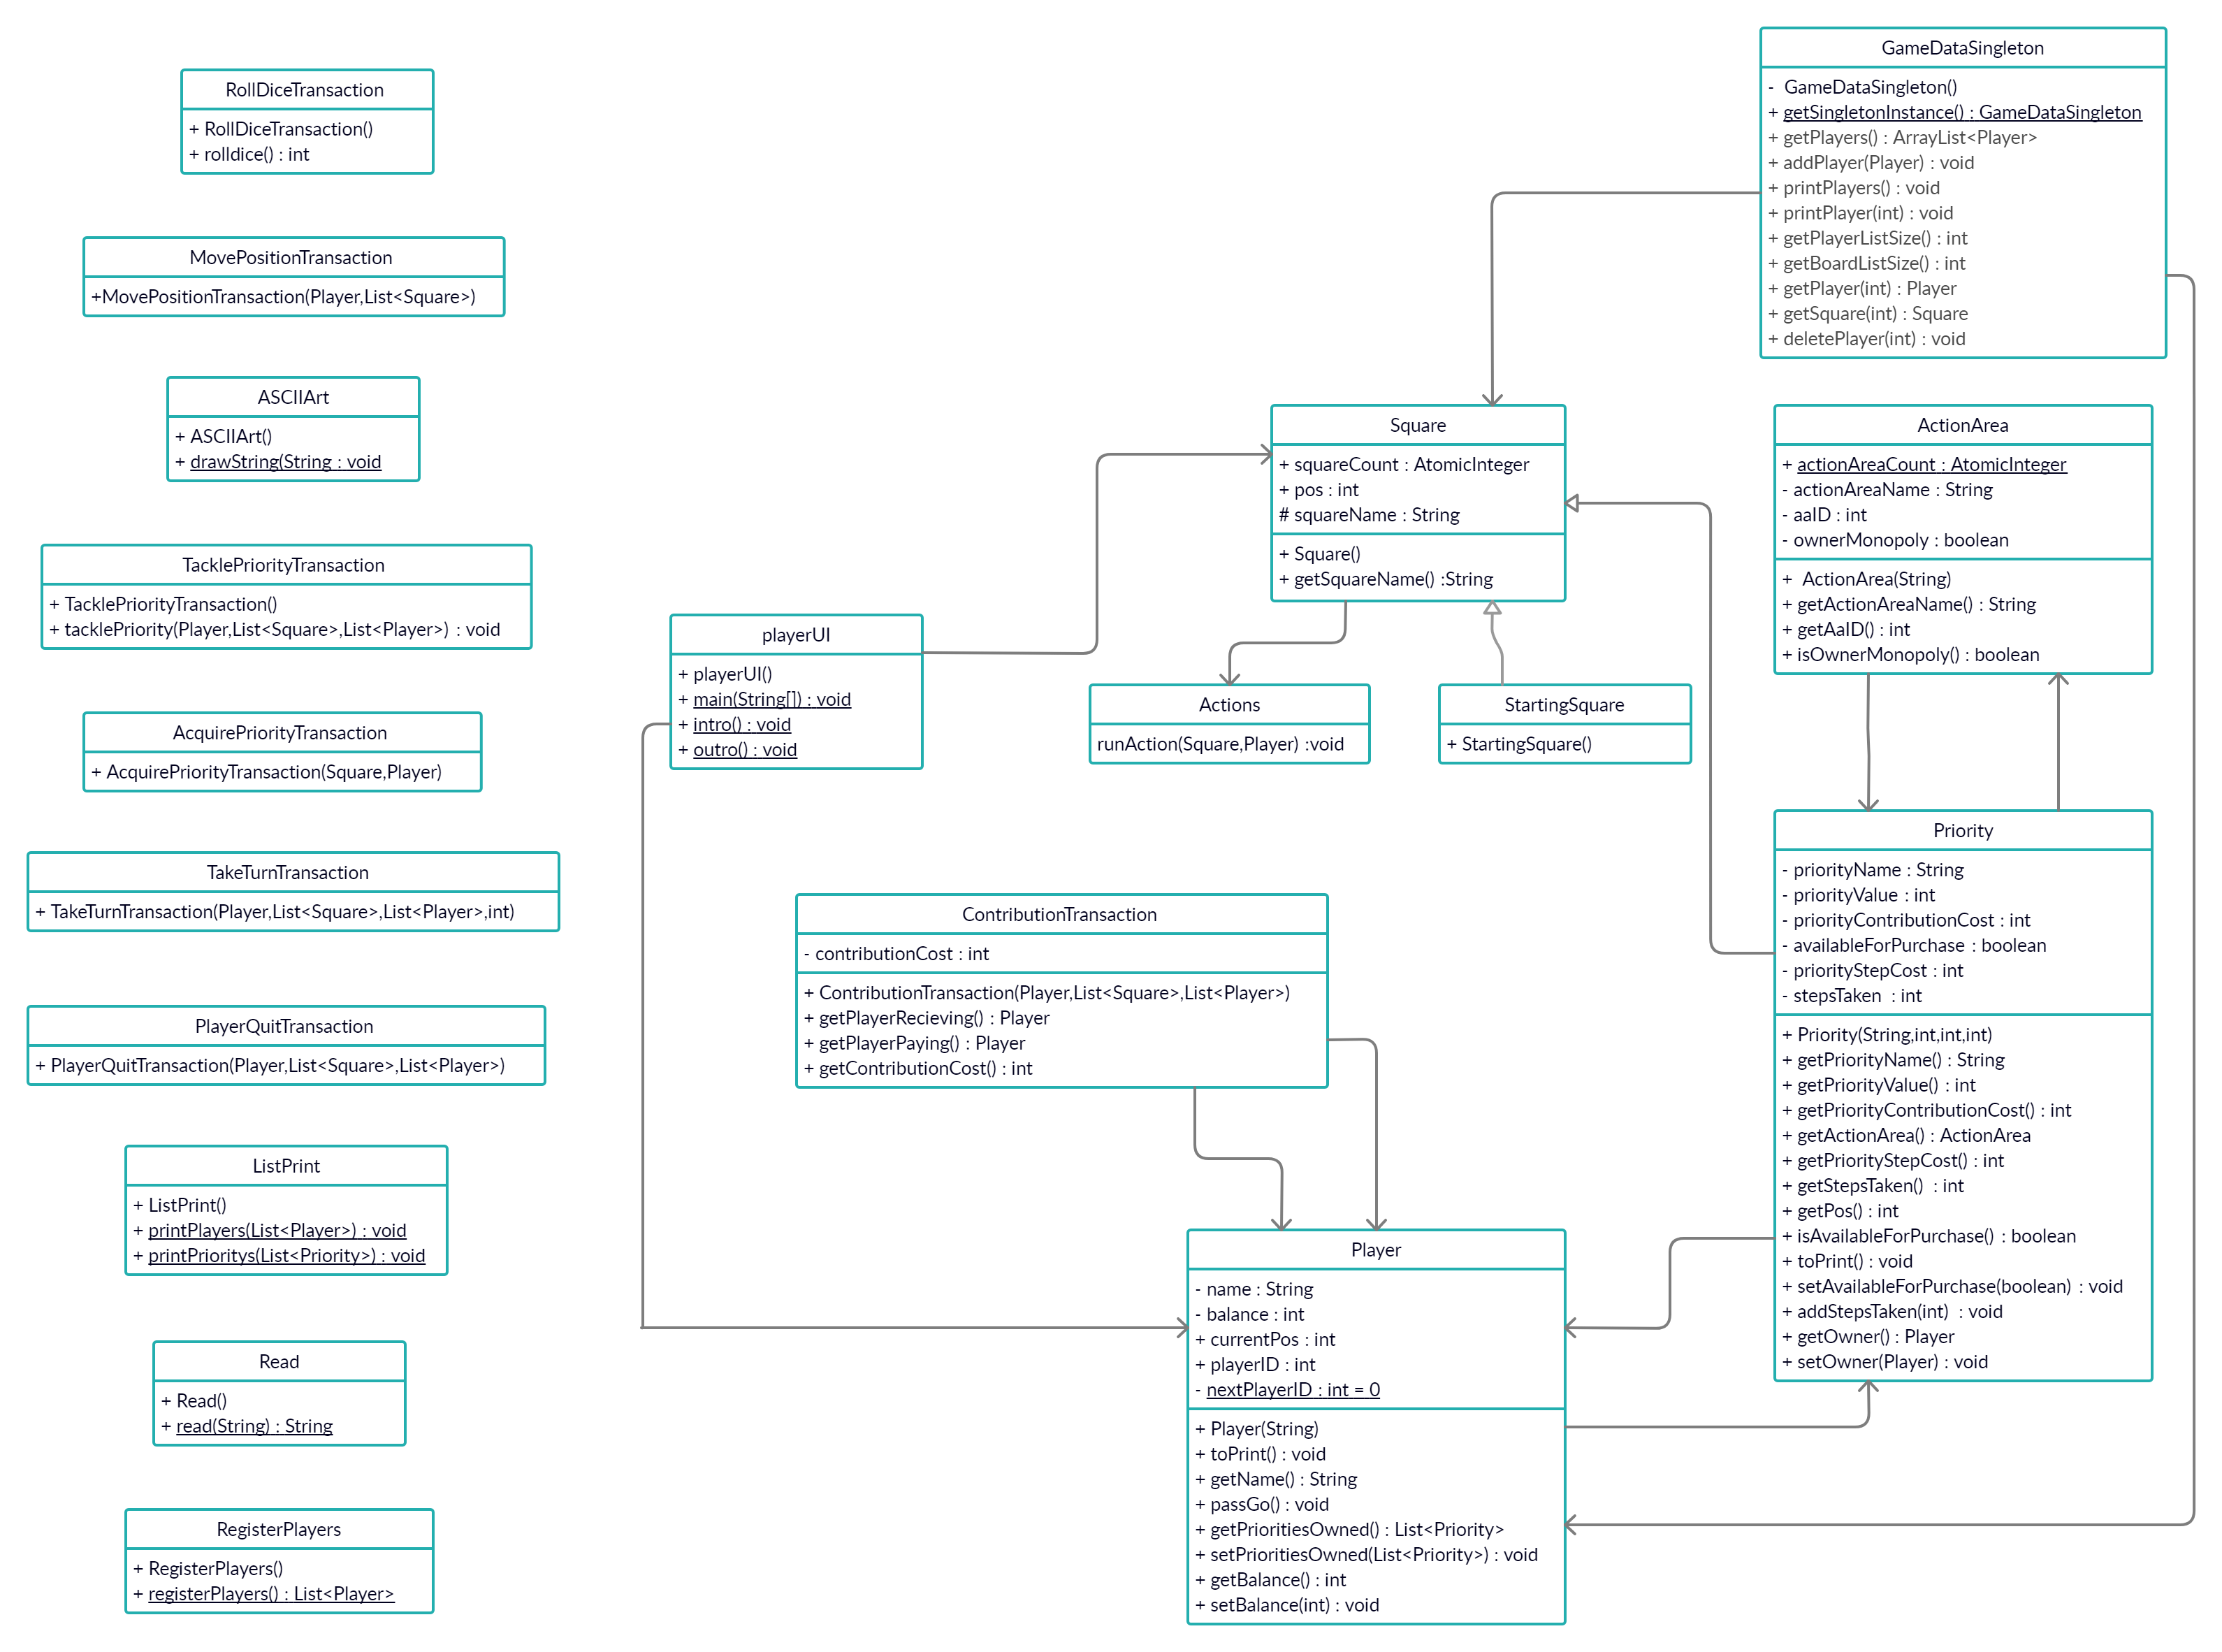 RollDiceTransaction
+ RollDiceTransaction()
+ rolldice() : int
MovePositionTransaction
+MovePositionTransaction(Player,List<Square>)
ASCIIArt
+ ASCIIArt()
+ drawString(String : void
TacklePriorityTransaction
+ TacklePriorityTransaction()
+ tacklePriority(Player,List<Square>,List<Player>) : void
AcquirePriorityTransaction
+ AcquirePriorityTransaction(Square,Player)
TakeTurnTransaction
+ TakeTurnTransaction(Player,List<Square>,List<Player>,int)
PlayerQuitTransaction
+ PlayerQuitTransaction(Player,List<Square>,List<Player>)
ListPrint
+ ListPrint()
+ printPlayers(List<Player>) : void
+ printPrioritys(List<Priority>) : void
Read
+ Read()
+ read(String) : String
RegisterPlayers
+ RegisterPlayers()
+ registerPlayers() : List<Player>
playerUI
+ playerUI()
+ main(String[]) : void
+ intro() : void
+ outro() : void
Square
+ squareCount : AtomicInteger
+ pos : int
# squareName : String
+ Square()
+ getSquareName() :String
Actions
runAction(Square,Player) :void
StartingSquare
+ StartingSquare()
ContributionTransaction
- contributionCost : int
+ ContributionTransaction(Player,List<Square>,List<Player>)
+ getPlayerRecieving() : Player
+ getPlayerPaying() : Player
+ getContributionCost() : int
Player
- name : String
- balance : int
+ currentPos : int
+ playerID : int
- nextPlayerID : int = 0
+ Player(String)
+ toPrint() : void
+ getName() : String
+ passGo() : void
+ getPrioritiesOwned() : List<Priority>
+ setPrioritiesOwned(List<Priority>) : void
+ getBalance() : int
+ setBalance(int) : void
GameDataSingleton
- GameDataSingleton()
+ getSingletonInstance() : GameDataSingleton
+ getPlayers() : ArrayList<Player>
+ addPlayer(Player) : void
+ printPlayers() : void
+ printPlayer(int) : void
+ getPlayerListSize() : int
+ getBoardListSize() : int
+ getPlayer(int) : Player
+ getSquare(int) : Square
+ deletePlayer(int) : void
ActionArea
+ actionAreaCount : AtomicInteger
- actionAreaName : String
- aaID : int
- ownerMonopoly : boolean
+ ActionArea(String)
+ getActionAreaName() : String
+ getAaID() : int
+ isOwnerMonopoly() : boolean
Priority
- priorityName : String
- priorityValue : int
- priorityContributionCost : int
- availableForPurchase : boolean
- priorityStepCost : int
- stepsTaken : int
+ Priority(String,int,int,int)
+ getPriorityName() : String
+ getPriorityValue() : int
+ getPriorityContributionCost() : int
+ getActionArea() : ActionArea
+ getPriorityStepCost() : int
+ getStepsTaken() : int
+ getPos() : int
+ isAvailableForPurchase() : boolean
+ toPrint() : void
+ setAvailableForPurchase(boolean) : void
+ addStepsTaken(int) : void
+ getOwner() : Player
+ setOwner(Player) : void